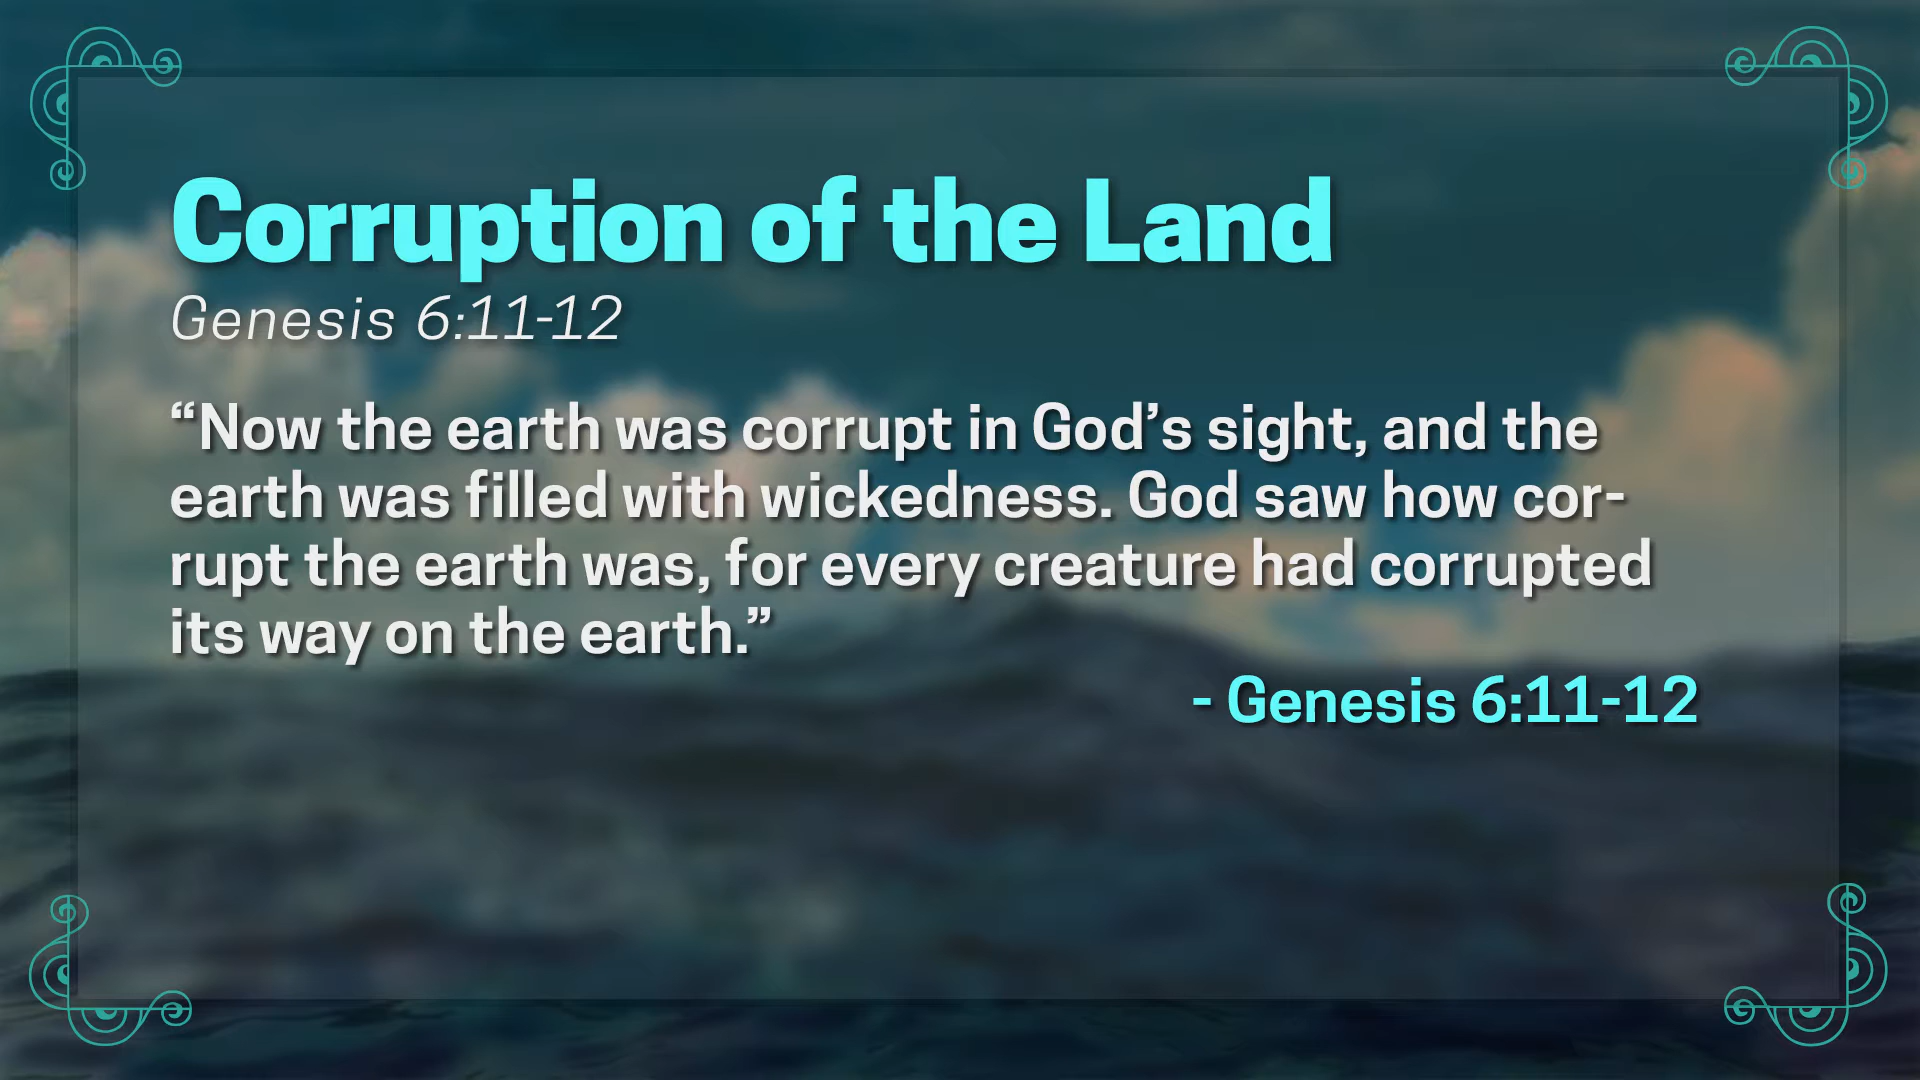 Corruption of the Land
Genesis 6:11-12
“Now the earth was corrupt in God’s sight, and the
earth was filled with wickedness. God saw how cor-
rupt the earth was, for every creature had corrupted
its way on the earth.”
- Genesis 6:11-12